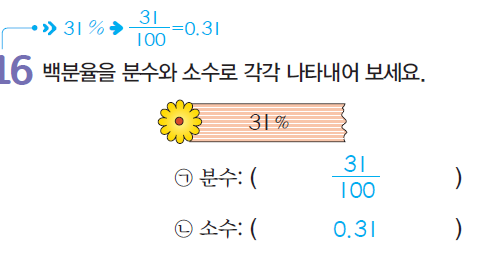 31 % → 31/100 = 0.31
16 백분율을 분수와 소수로 각각 나타내어 보세요.
31 %
㉠ 분수: ( 31/100 )
㉡ 소수: ( 0.31 )